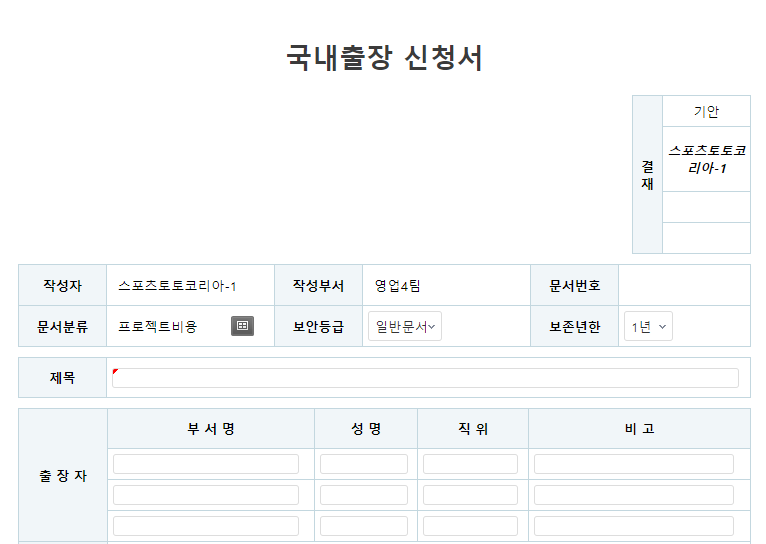 국내출장 신청서
결재
기안
스포츠토토코
리아-1
작성자 스포츠토토코리아-1 작성부서 영업4팀 문서번호
문서분류 프로젝트비용 보안등급 일반문서 보존년한 1년
제목
출 장 자
부 서 명 성 명 직 위 비 고